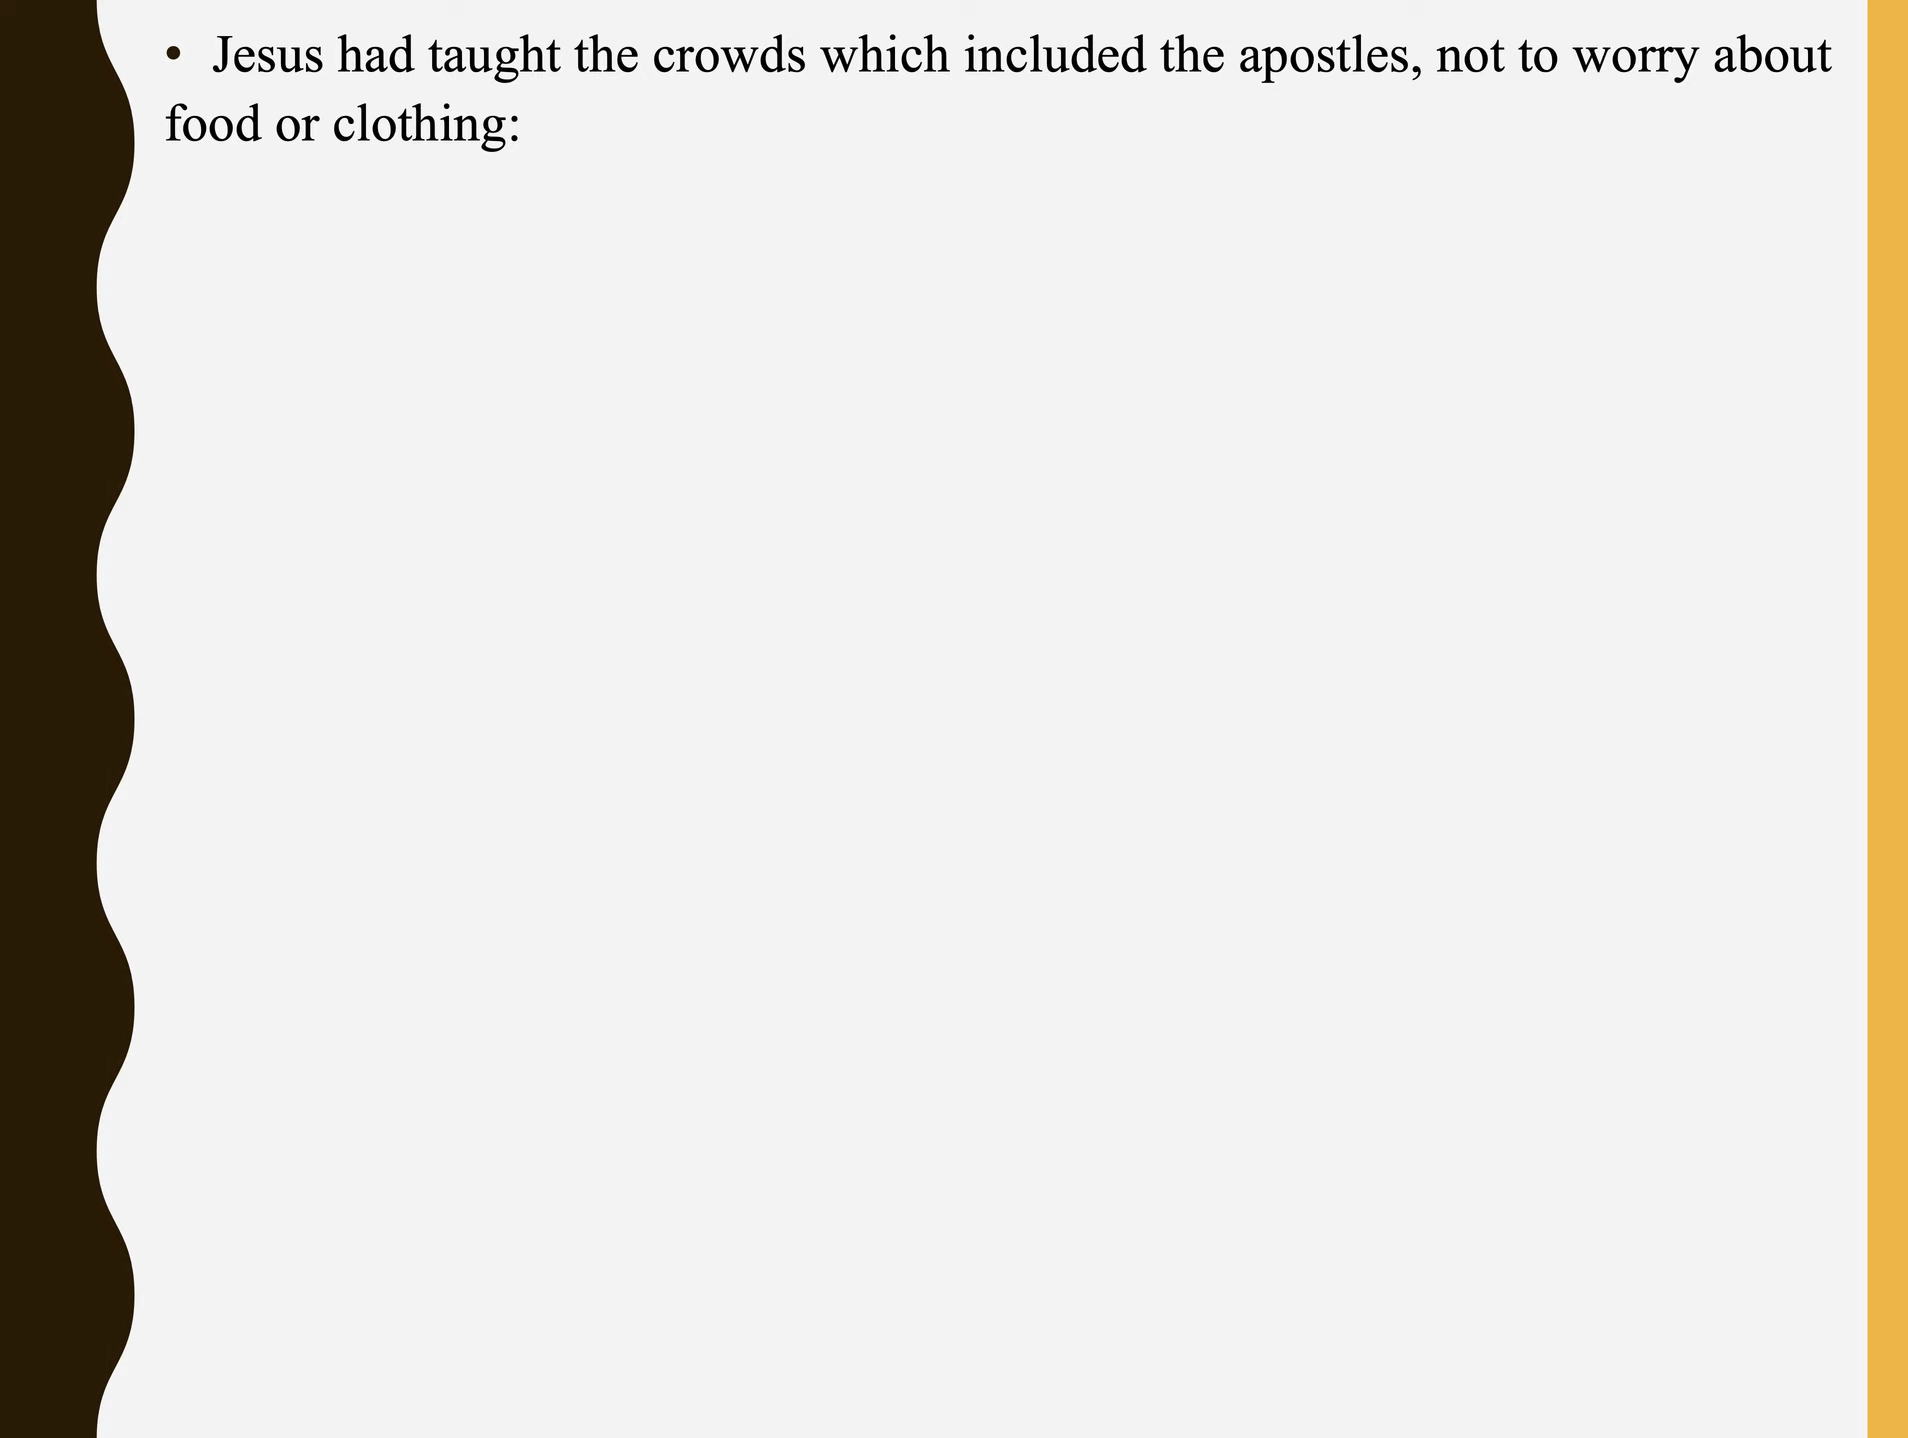 • Jesus had taught the crowds which included the apostles, not to worry about
food or clothing: